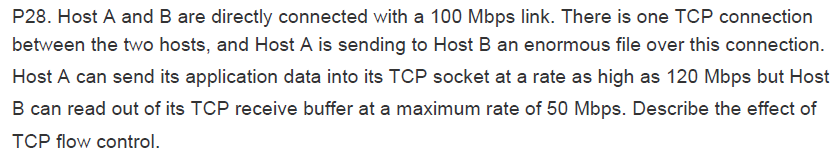 P28. Host A and B are directly connected with a 100 Mbps link. There is one TCP connection
between the two hosts, and Host A is sending to Host B an enormous file over this connection.
Host A can send its application data into its TCP socket at a rate as high as 120 Mbps but Host
B can read out of its TCP receive buffer at a maximum rate of 50 Mbps. Describe the effect of
TCP flow control.